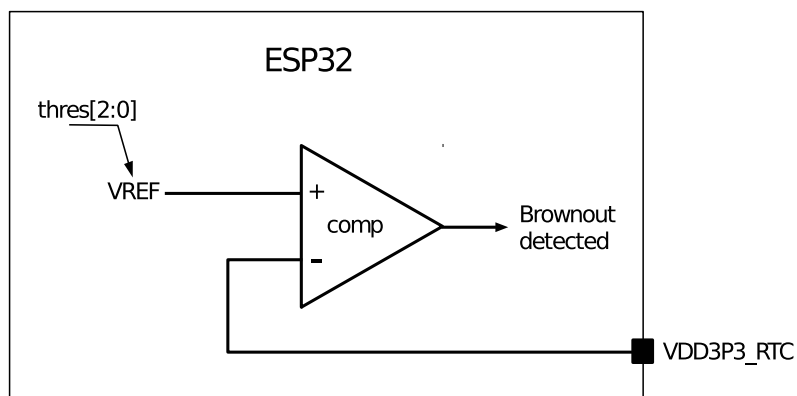 ESP32
thres[2:0]
VREF
+
comp
-
Brownout
detected
VDD3P3_RTC